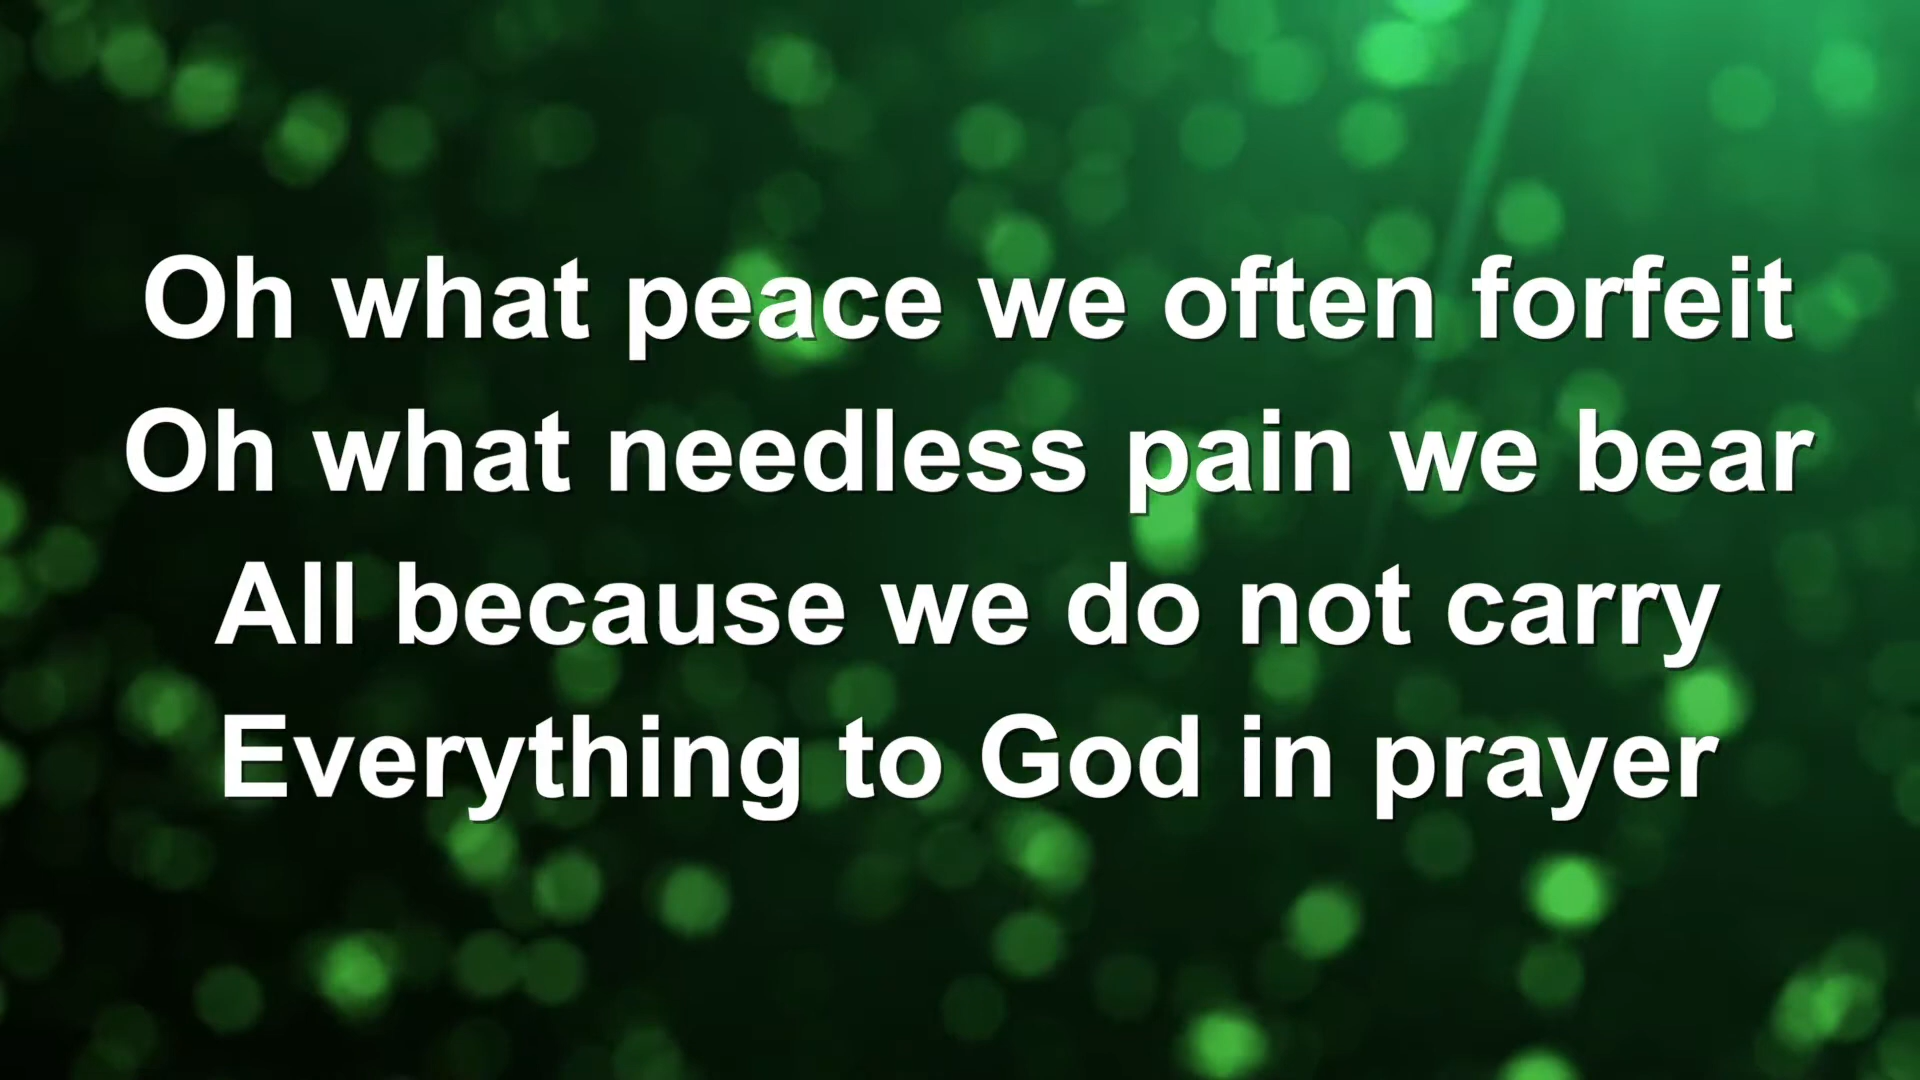 Oh what peace we often forfeit
Oh what needless pain we bear
All because we do not carry
Everything to God in prayer